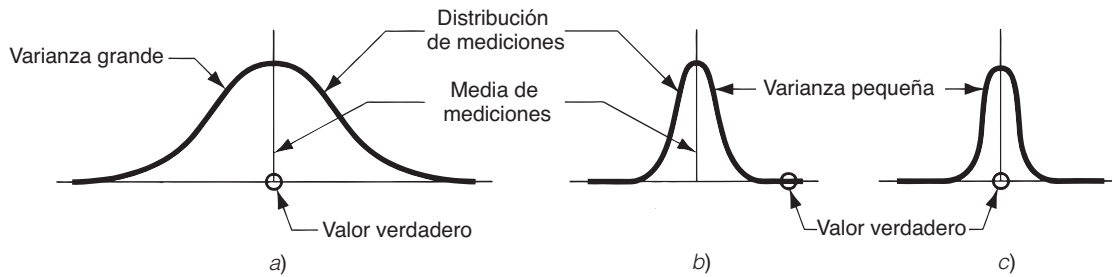 Varianza grande
Distribución
de mediciones
Media de
mediciones
Varianza pequeña
Valor verdadero
Valor verdadero
a)
b)
c)